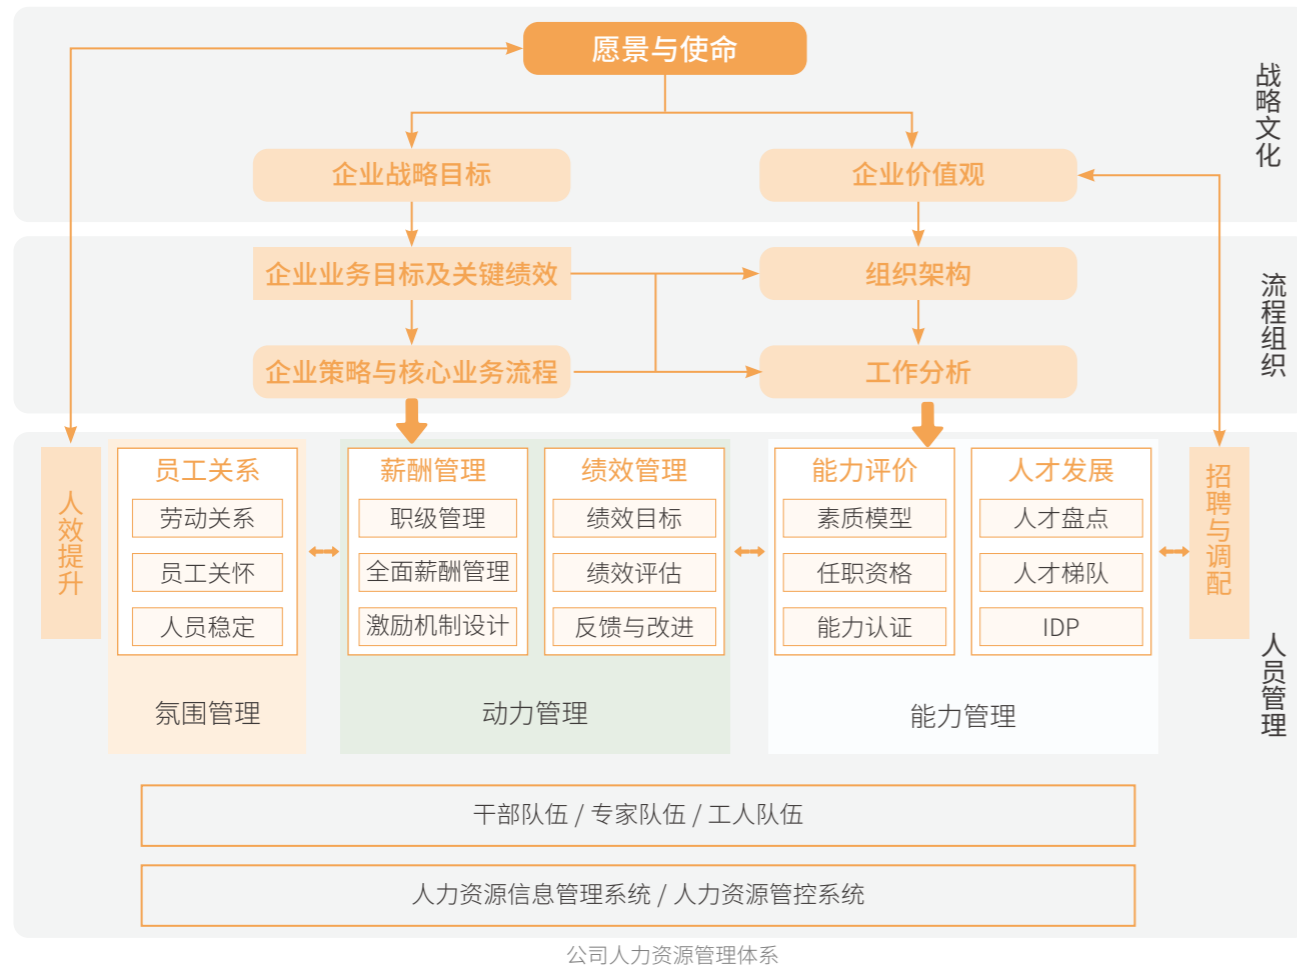 愿景与使命
战略文化
企业战略目标
企业价值观
企业业务目标及关键绩效
组织架构
流程组织
企业策略与核心业务流程
工作分析
人效提升
员工关系
劳动关系
员工关怀
人员稳定
氛围管理
薪酬管理
职级管理
全面薪酬管理
激励机制设计
绩效管理
绩效目标
绩效评估
反馈与改进
动力管理
能力评价
素质模型
任职资格
能力认证
人才发展
人才盘点
人才梯队
IDP
能力管理
招聘与调配
人员管理
干部队伍 / 专家队伍 / 工人队伍
人力资源信息管理系统 / 人力资源管控系统
公司人力资源管理体系